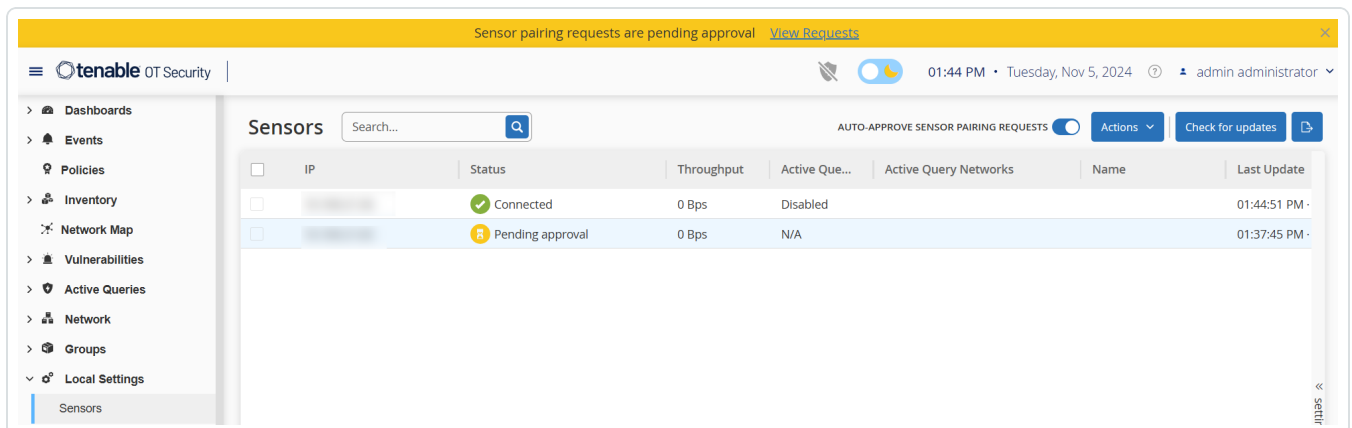 Sensor pairing requests are pending approval View Requests
tenable OT Security
01:44 PM • Tuesday, Nov 5, 2024 admin administrator
Dashboards
Events
Policies
Inventory
Network Map
Vulnerabilities
Active Queries
Network
Groups
Local Settings
Sensors
Sensors Search... AUTO-APPROVE SENSOR PAIRING REQUESTS Actions Check for updates
IP Status Throughput Active Que... Active Query Networks Name Last Update
Connected 0 Bps Disabled 01:44:51 PM ·
Pending approval 0 Bps N/A 01:37:45 PM ·